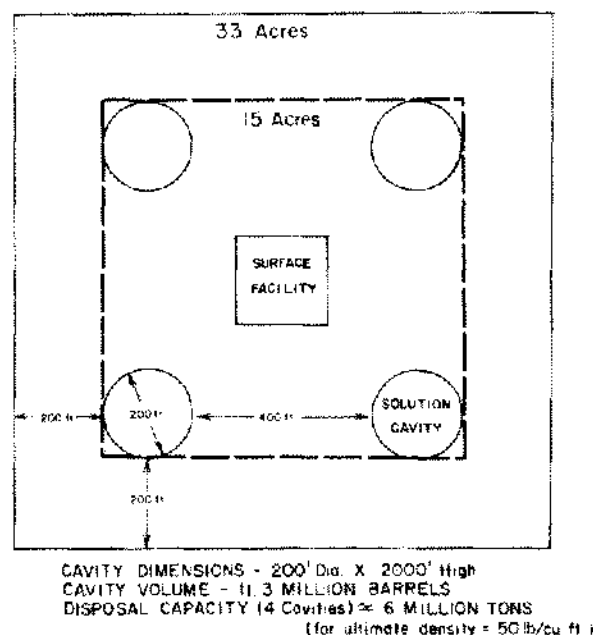 33 Acres
15 Acres
SURFACE
FACILITY
200 ft
200 ft
400 ft
SOLUTION
CAVITY
200 ft
CAVITY DIMENSIONS - 200' Dia. X 2000' High
CAVITY VOLUME - 11.3 MILLION BARRELS
DISPOSAL CAPACITY (4 Cavities) ≈ 6 MILLION TONS
(for ultimate density = 50 lb/cu ft)